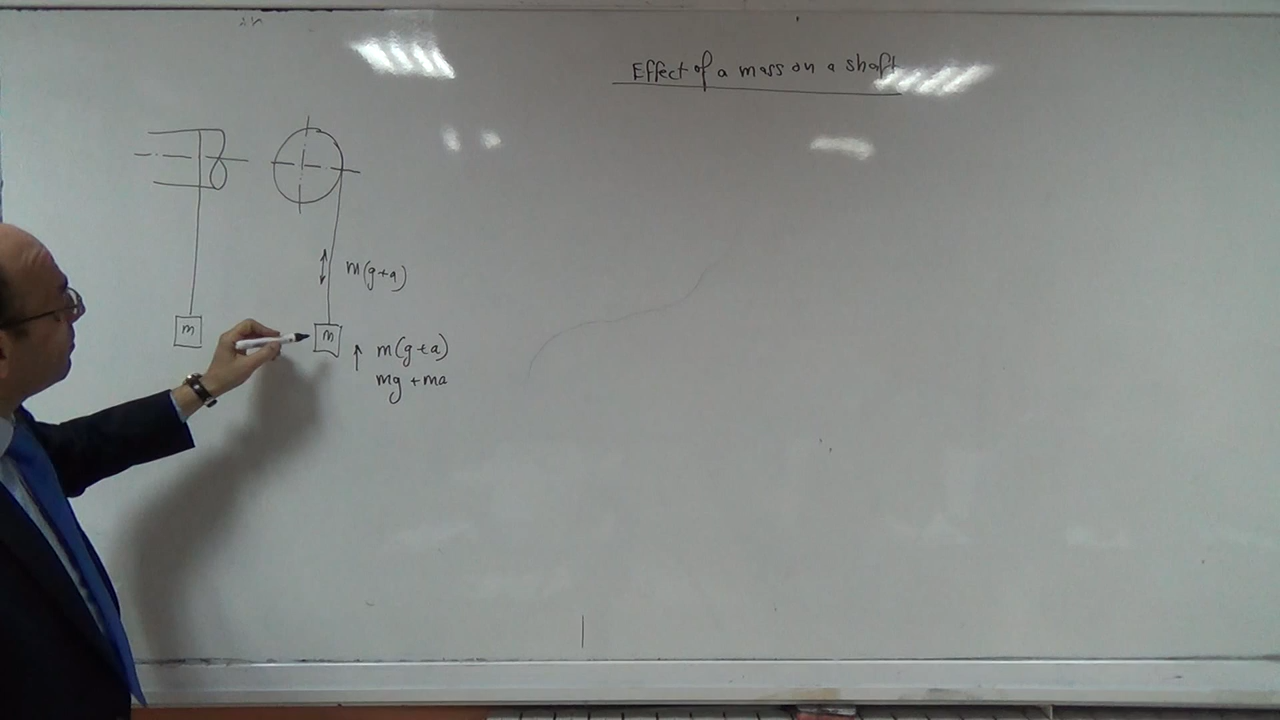 Effect of a mass on a shaft
m(g+a)
m
m
m(g+a)
mg +ma